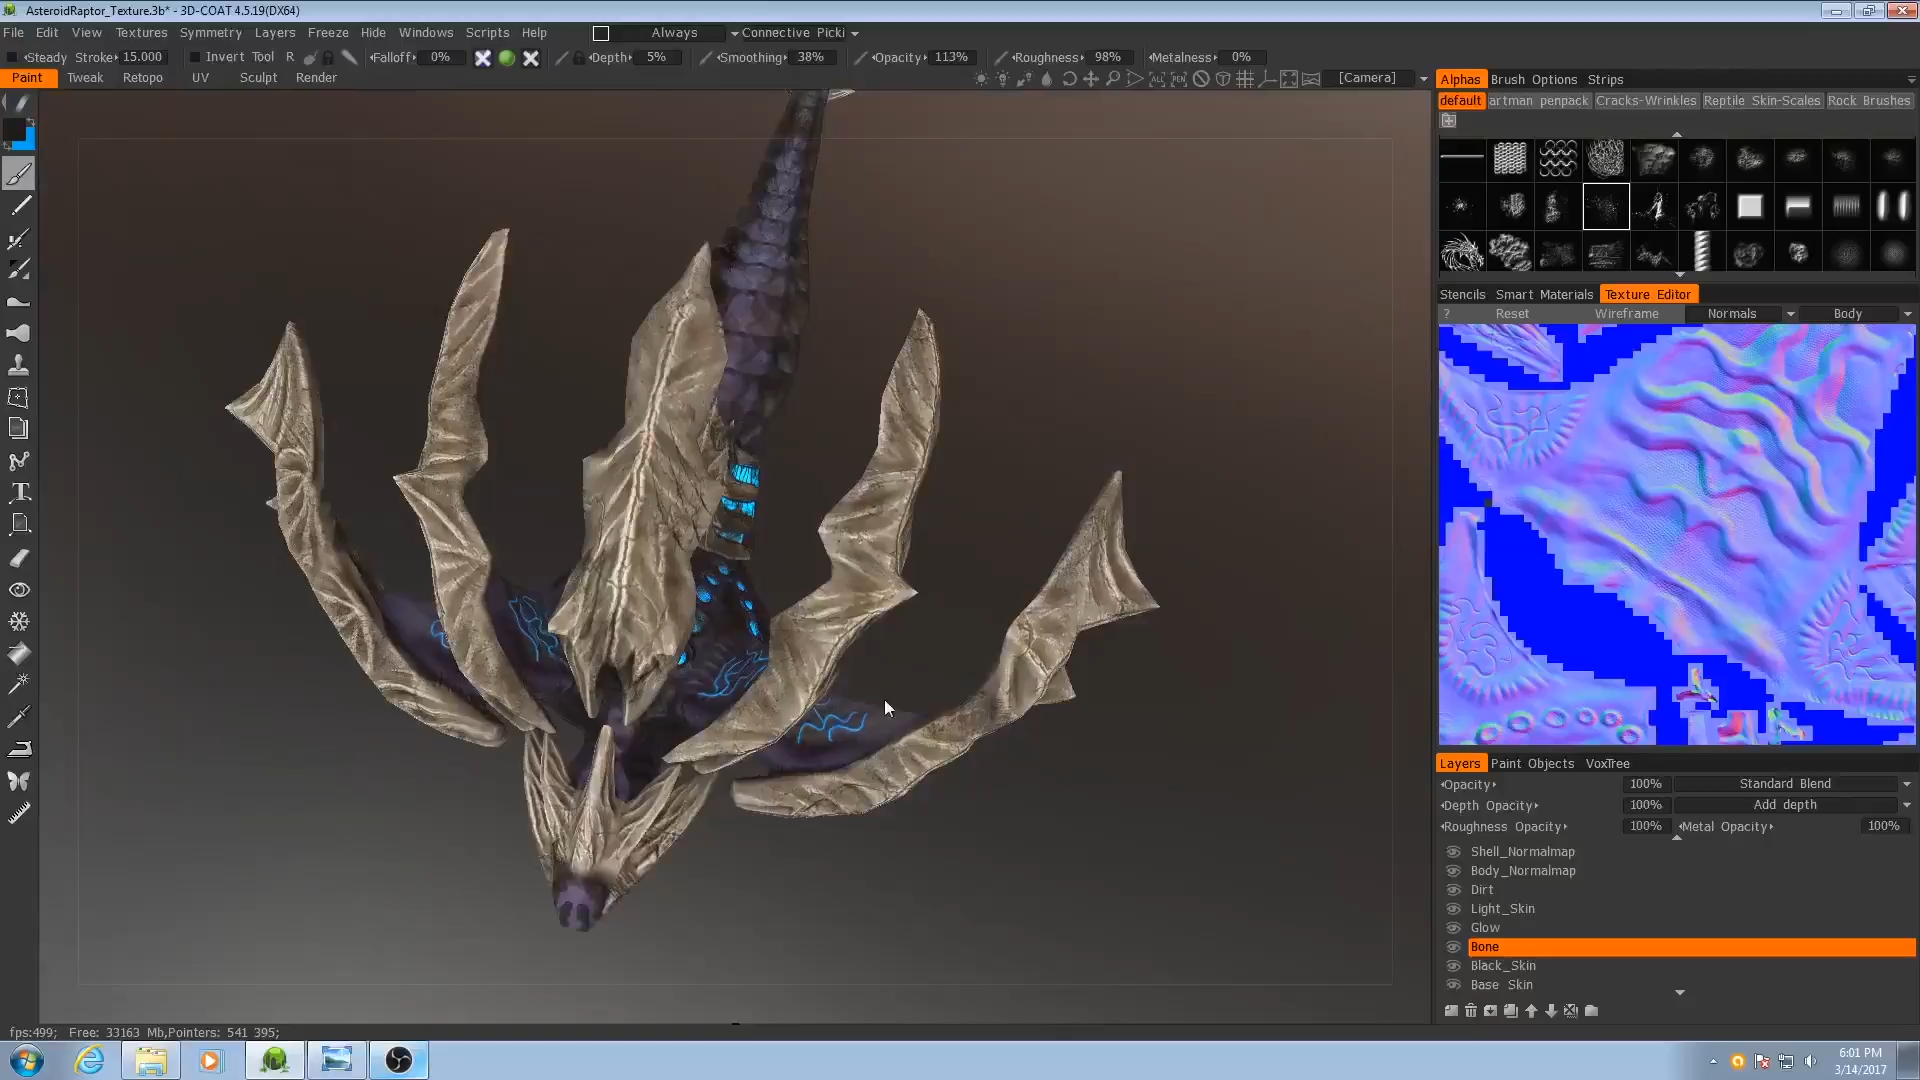 AsteroidRaptor_Texture.3b* - 3D-COAT 4.5.19(DX64)
File Edit View Textures Symmetry Layers Freeze Hide Windows Scripts Help Always Connective Picki
Steady Stroke 15.000 Invert Tool R Falloff 0% Depth 5% Smoothing 38% Opacity 113% Roughness 98% Metalness 0%
Paint Tweak Retopo UV Sculpt Render [Camera]
Alphas Brush Options Strips
default artman penpack Cracks-Wrinkles Reptile Skin-Scales Rock Brushes
Stencils Smart Materials Texture Editor
? Reset Wireframe Normals Body
Layers Paint Objects VoxTree
Opacity 100% Standard Blend
Depth Opacity 100% Add depth
Roughness Opacity 100% Metal Opacity 100%
Shell_Normalmap
Body_Normalmap
Dirt
Light_Skin
Glow
Bone
Black_Skin
Base Skin
fps:499; Free: 33163 Mb,Pointers: 541 395;
6:01 PM
3/14/2017